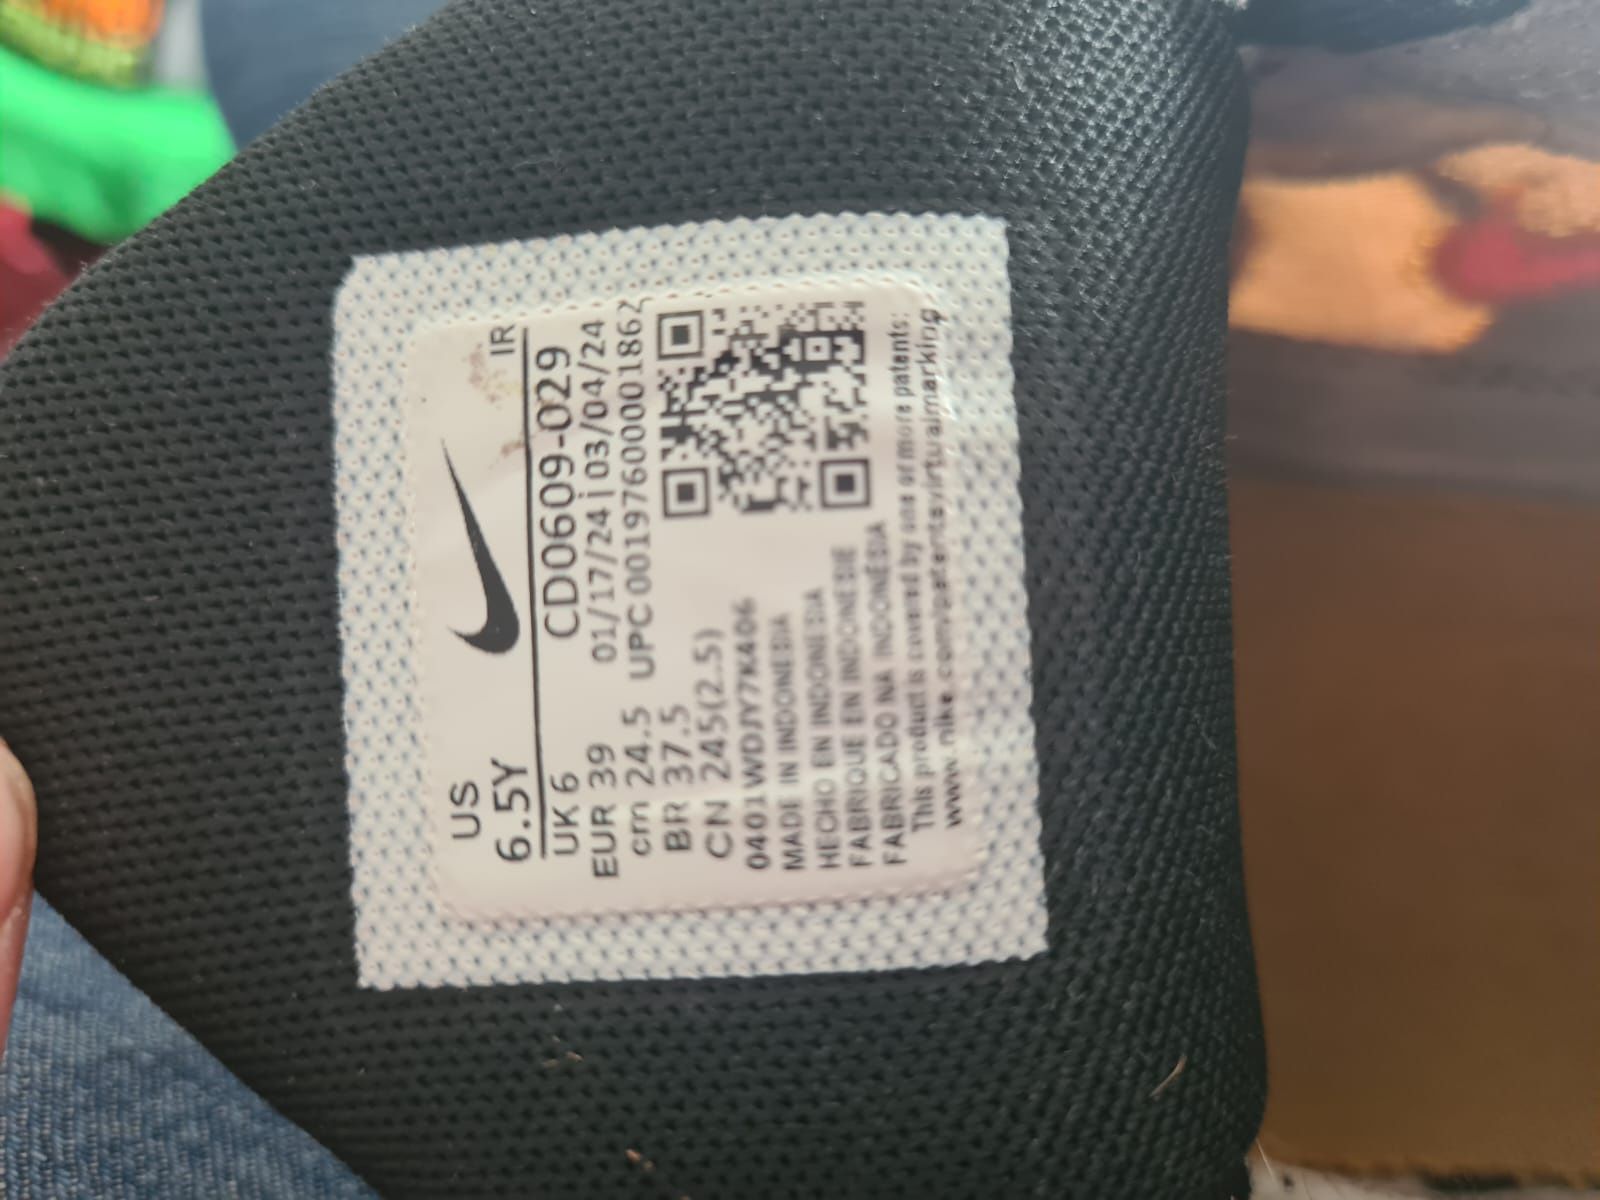 US
6.5Y
IR
UK 6
CD0609-029
EUR 39
01/17/24 | 03/04/24
cm 24.5
UPC 00197600001862
BR 37.5
CN 245(2.5)
0401WDJY7K406
MADE IN INDONESIA
HECHO EN INDONESIA
FABRIQUE EN INDONESIE
FABRICADO NA INDONÉSIA
This product is covered by one or more patents:
www.nike.com/patentsvirtualmarking